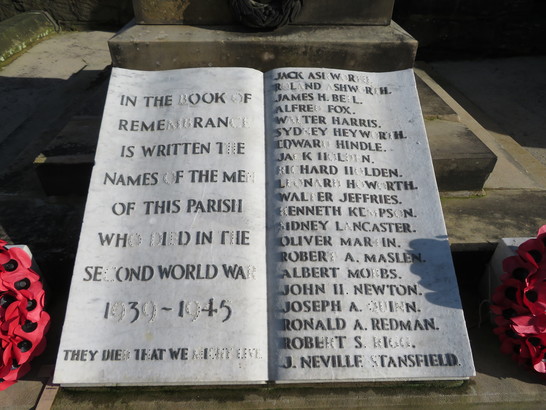 IN THE BOOK OF
REMEMBRANCE
IS WRITTEN THE
NAMES OF THE MEN
OF THIS PARISH
WHO DIED IN THE
SECOND WORLD WAR
1939~1945
THEY DIED THAT WE MIGHT LIVE.
JACK ASHWORTH.
ROLAND ASHWORTH.
JAMES H. BELL.
ALFRED FOX.
WALTER HARRIS.
SYDNEY HEYWORTH.
EDWARD HINDLE.
JACK HOLDEN.
RICHARD HOLDEN.
LEONARD HOWORTH.
WALTER JEFFRIES.
KENNETH KEMPSON.
SIDNEY LANCASTER.
OLIVER MARTIN.
ROBERT A. MASLEN.
ALBERT MOBBS.
JOHN H. NEWTON.
JOSEPH A. QUINN.
RONALD A. REDMAN.
ROBERT S. RIGG.
J. NEVILLE STANSFIELD.